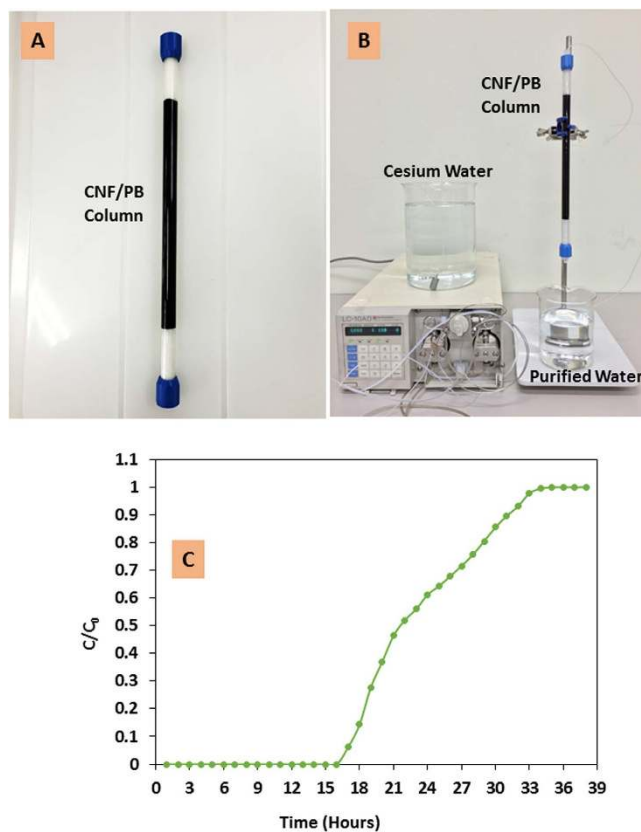 A
CNF/PB
Column
B
CNF/PB
Column
Cesium Water
LC-10AD
Purified Water
C
C/C₀
1.1
1
0.9
0.8
0.7
0.6
0.5
0.4
0.3
0.2
0.1
0
0 3 6 9 12 15 18 21 24 27 30 33 36 39
Time (Hours)